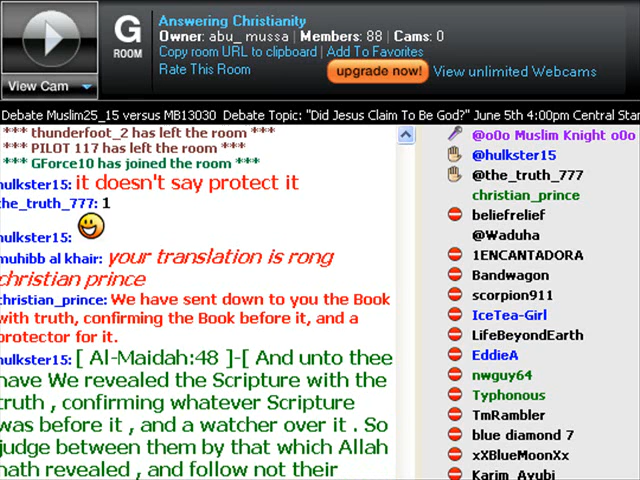 Answering Christianity
Owner: abu_ mussa | Members: 88 | Cams: 0
Copy room URL to clipboard | Add To Favorites
Rate This Room
upgrade now!
View unlimited Webcams
G
ROOM
View Cam
Debate Muslim25_15 versus MB13030 Debate Topic: "Did Jesus Claim To Be God?" June 5th 4:00pm Central Star
*** thunderfoot_2 has left the room ***
*** PILOT 117 has left the room ***
*** GForce10 has joined the room ***
hulkster15: it doesn't say protect it
the_truth_777: 1
hulkster15:
muhibb al khair: your translation is rong
christian prince
christian_prince: We have sent down to you the Book
with truth, confirming the Book before it, and a
protector for it.
hulkster15: [ Al-Maidah:48 ]-[ And unto thee
have We revealed the Scripture with the
truth , confirming whatever Scripture
was before it , and a watcher over it . So
judge between them by that which Allah
hath revealed , and follow not their
@o0o Muslim Knight o0o
@hulkster15
@the_truth_777
christian_prince
beliefrelief
@Waduha
1ENCANTADORA
Bandwagon
scorpion911
IceTea-Girl
LifeBeyondEarth
EddieA
nwguy64
Typhonous
TmRambler
blue diamond 7
xXBlueMoonXx
Karim_Ayubi